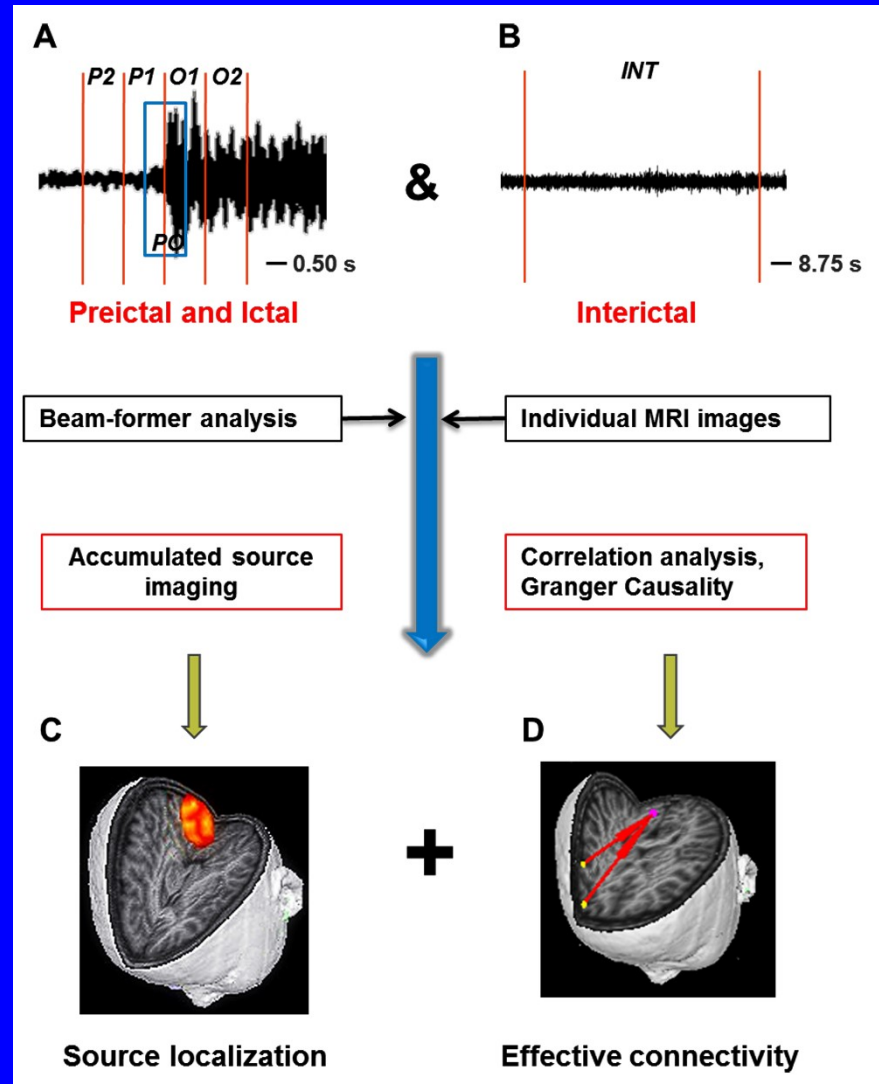 A
B
P2 P1 O1 O2
INT
&
PO
0.50 s
8.75 s
Preictal and Ictal
Interictal
Beam-former analysis
Individual MRI images
Accumulated source
imaging
Correlation analysis,
Granger Causality
C
D
+
Source localization
Effective connectivity